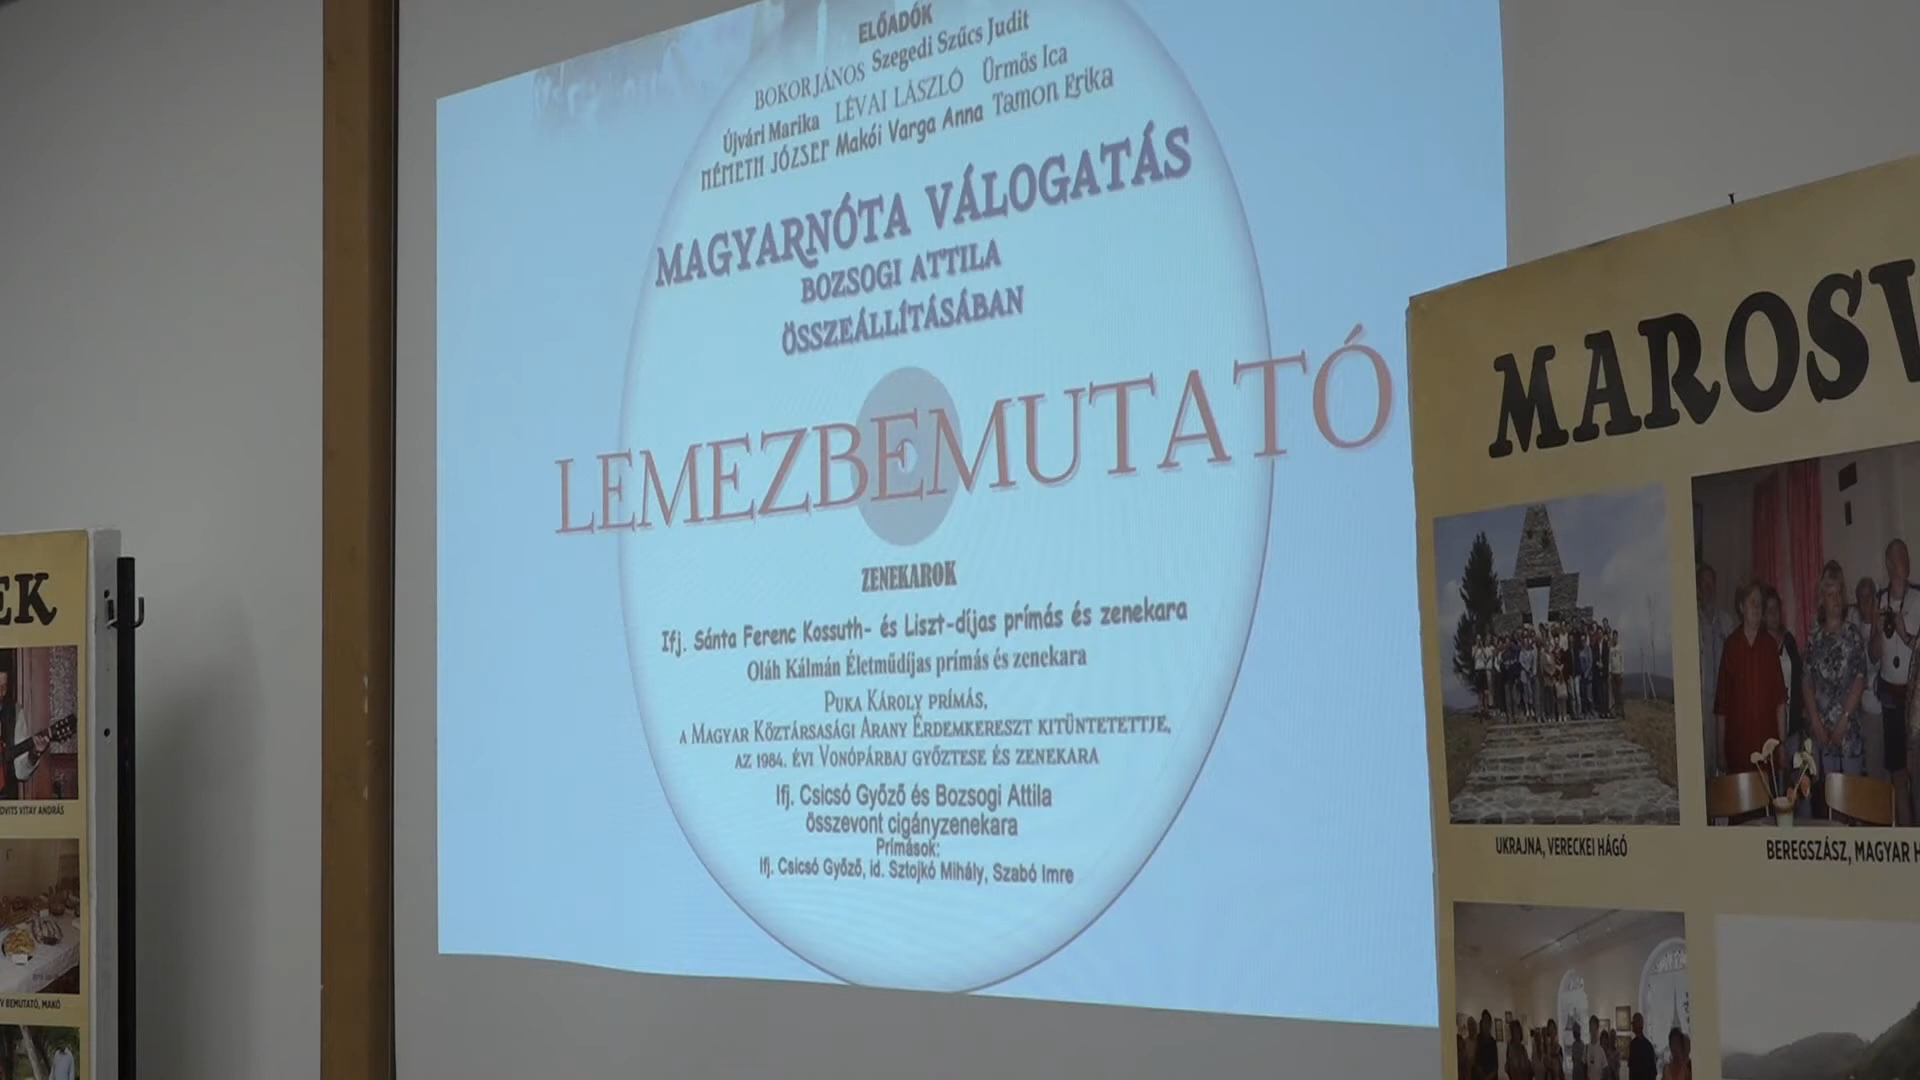 ELŐADÓK
BOKOR JÁNOS Szegedi Szűcs Judit
Újvári Marika LÉVAI LÁSZLÓ Ürmös Ica
NÉMETH JÓZSEF Makói Varga Anna Tamon Erika
MAGYARNÓTA VÁLOGATÁS
BOZSOGI ATTILA
ÖSSZEÁLLÍTÁSÁBAN
LEMEZBEMUTATÓ
ZENEKAROK
Ifj. Sánta Ferenc Kossuth- és Liszt-díjas prímás és zenekara
Oláh Kálmán Életműdíjas prímás és zenekara
PUKA KÁROLY PRÍMÁS,
A MAGYAR KÖZTÁRSASÁGI ARANY ÉRDEMKERESZT KITÜNTETETTJE,
AZ 1984. ÉVI VONÓPÁRBAJ GYŐZTESE ÉS ZENEKARA
Ifj. Csicsó Győző és Bozsogi Attila
összevont cigányzenekara
Prímások:
Ifj. Csicsó Győző, id. Sztojkó Mihály, Szabó Imre
MAROSV
UKRAJNA, VERECKEI HÁGÓ
BEREGSZÁSZ, MAGYAR H
EK
OVITS VITAY ANDRÁS
V BEMUTATÓ, MAKÓ